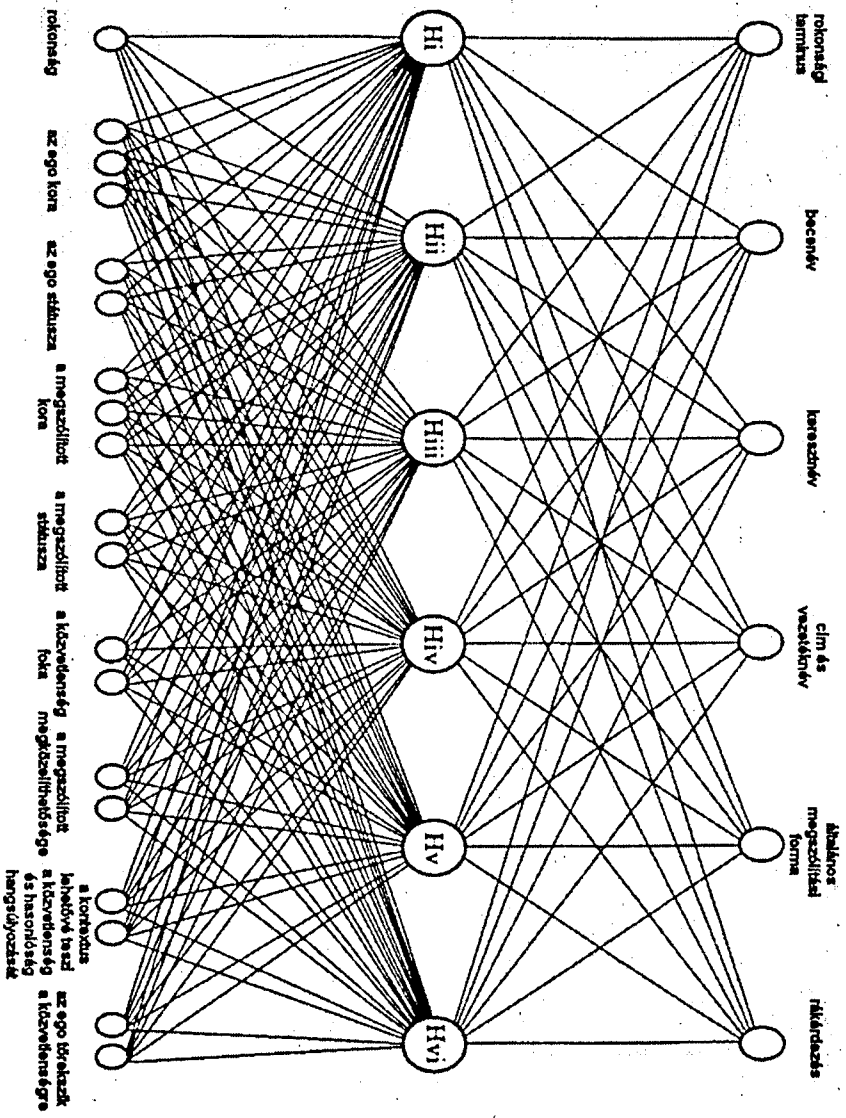 rokonsági
terminus
becenév
keresztnév
cím és
vezetéknév
általános
megszólítási
forma
rákérdezés
Hi
Hii
Hiii
Hiv
Hv
Hvi
rokonság
az ego kora
az ego státusza
a megszólított
kora
a megszólított
státusza
a közvetlenség
foka
a megszólított
megközelíthetősége
a kontextus
lehetővé teszi
a közvetlenség
és hasonlóság
hangsúlyozását
az ego törekszik
a közvetlenségre